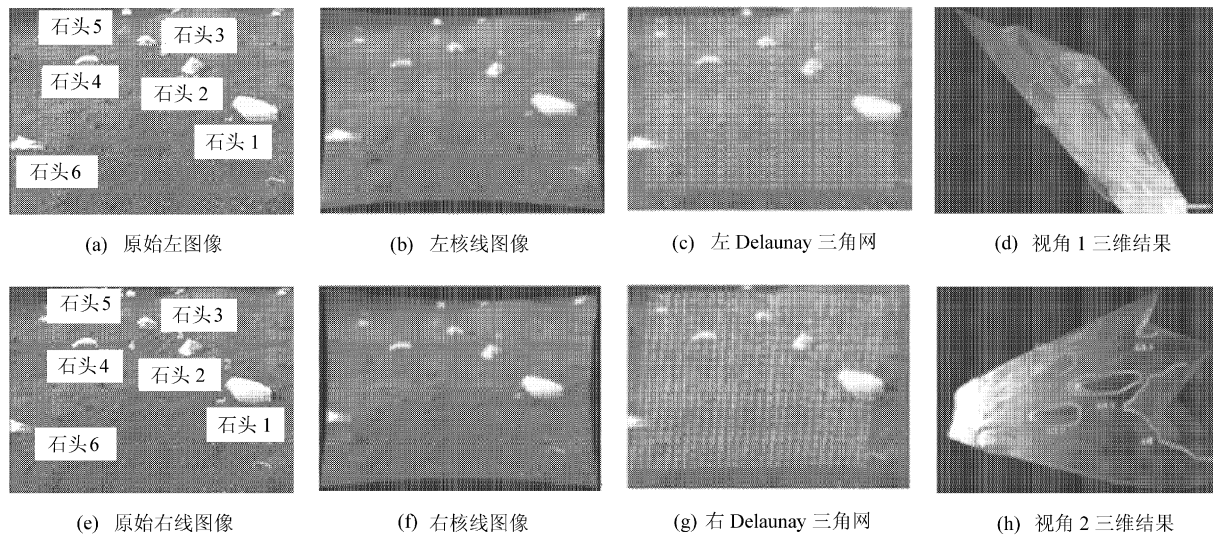 石头5
石头3
石头4
石头2
石头1
石头6
(a) 原始左图像
(b) 左核线图像
(c) 左 Delaunay 三角网
(d) 视角 1 三维结果
石头5
石头3
石头4
石头2
石头1
石头6
(e) 原始右线图像
(f) 右核线图像
(g) 右 Delaunay 三角网
(h) 视角 2 三维结果